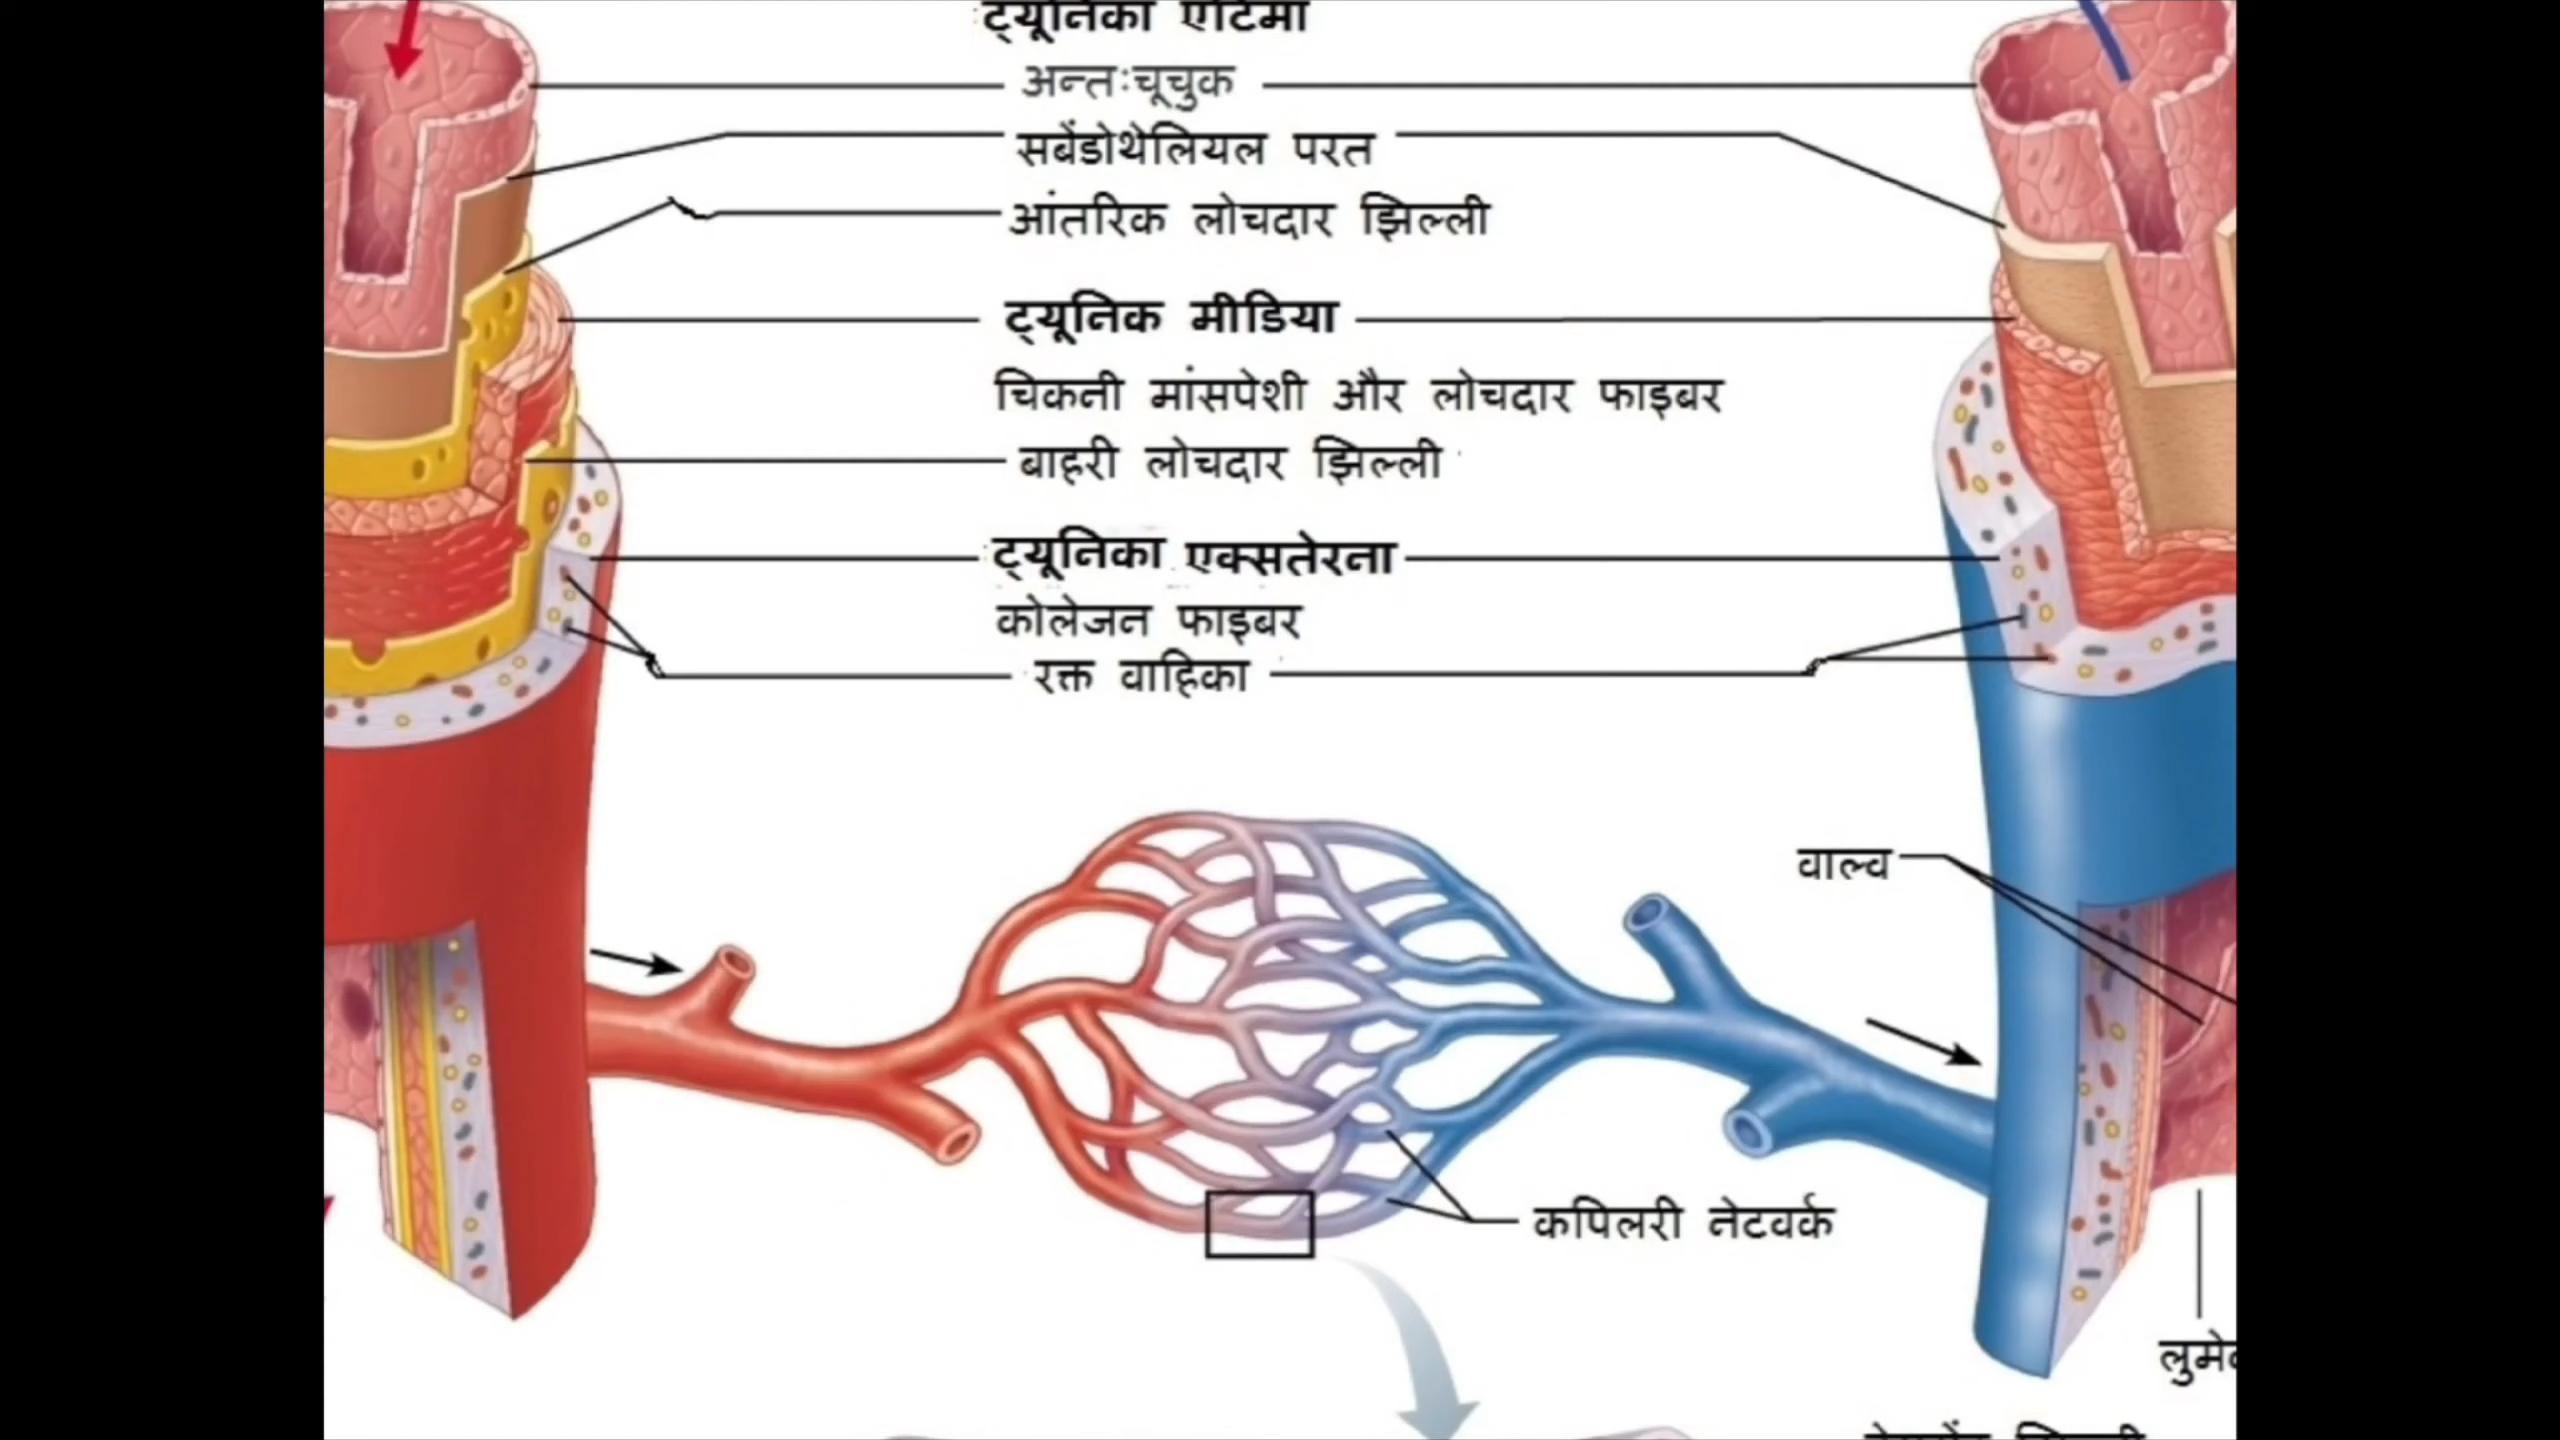 ट्यूनिका एंटिमा
अन्तःचूचुक
सबेंडोथेलियल परत
आंतरिक लोचदार झिल्ली
ट्यूनिक मीडिया
चिकनी मांसपेशी और लोचदार फाइबर
बाहरी लोचदार झिल्ली
ट्यूनिका एक्सतेरना
कोलेजन फाइबर
रक्त वाहिका
वाल्व
कपिलरी नेटवर्क